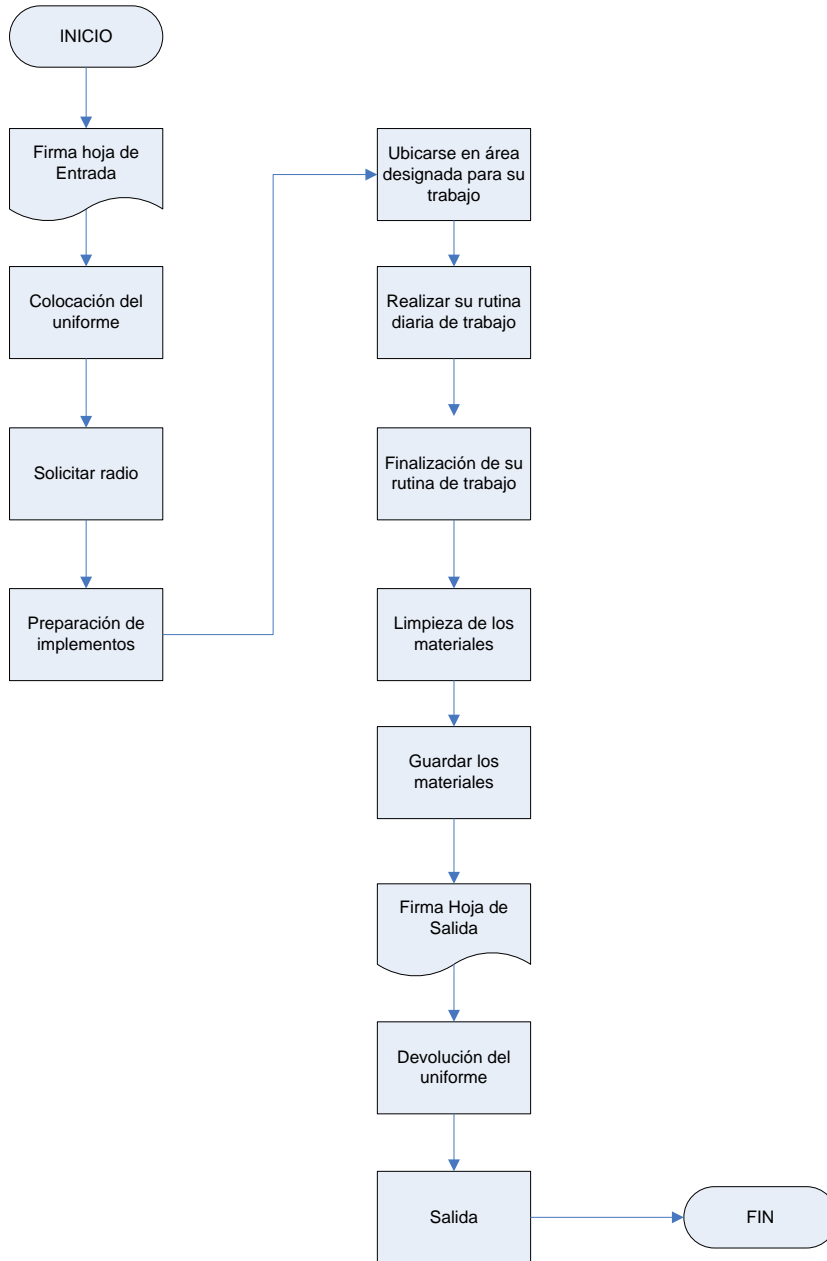 INICIO
Firma hoja de
Entrada
Colocación del
uniforme
Solicitar radio
Preparación de
implementos
Ubicarse en área
designada para su
trabajo
Realizar su rutina
diaria de trabajo
Finalización de su
rutina de trabajo
Limpieza de los
materiales
Guardar los
materiales
Firma Hoja de
Salida
Devolución del
uniforme
Salida
FIN